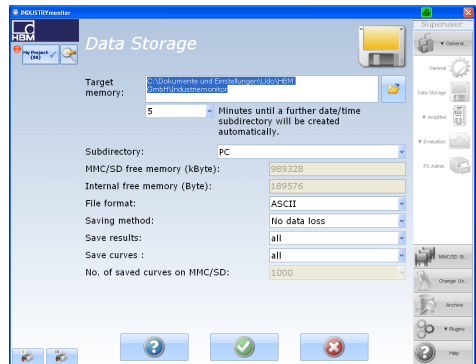 INDUSTRYmonitor
Superuser
HBM
My Project
Data Storage
General...
General
Target memory:
C:\Dokumente und Einstellungen\Udo\HBM GmbH\Industriemonitor
Data Storage
5
Minutes until a further date/time
subdirectory will be created
automatically.
Amplifier
Evaluation
Subdirectory:
PC
PS Admin.
MMC/SD free memory (kByte):
989328
Internal free memory (Byte):
189576
File format:
ASCII
Saving method:
No data loss
Save results:
all
Save curves :
all
MMC/SD B...
No. of saved curves on MMC/SD:
1000
Change Us...
Archive
Plugins
Help